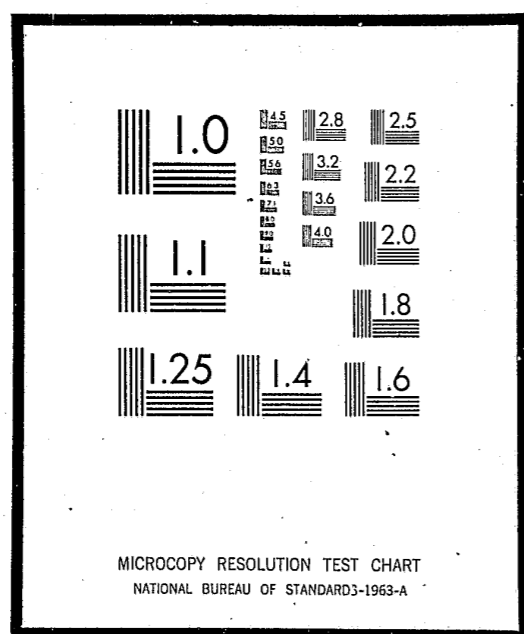 1.0
4.5 2.8 2.5
5.0
5.6 3.2 2.2
6.3
7.1 3.6
8.0
9.0 4.0 2.0
1.1
1.8
1.25 1.4 1.6
MICROCOPY RESOLUTION TEST CHART
NATIONAL BUREAU OF STANDARDS-1963-A